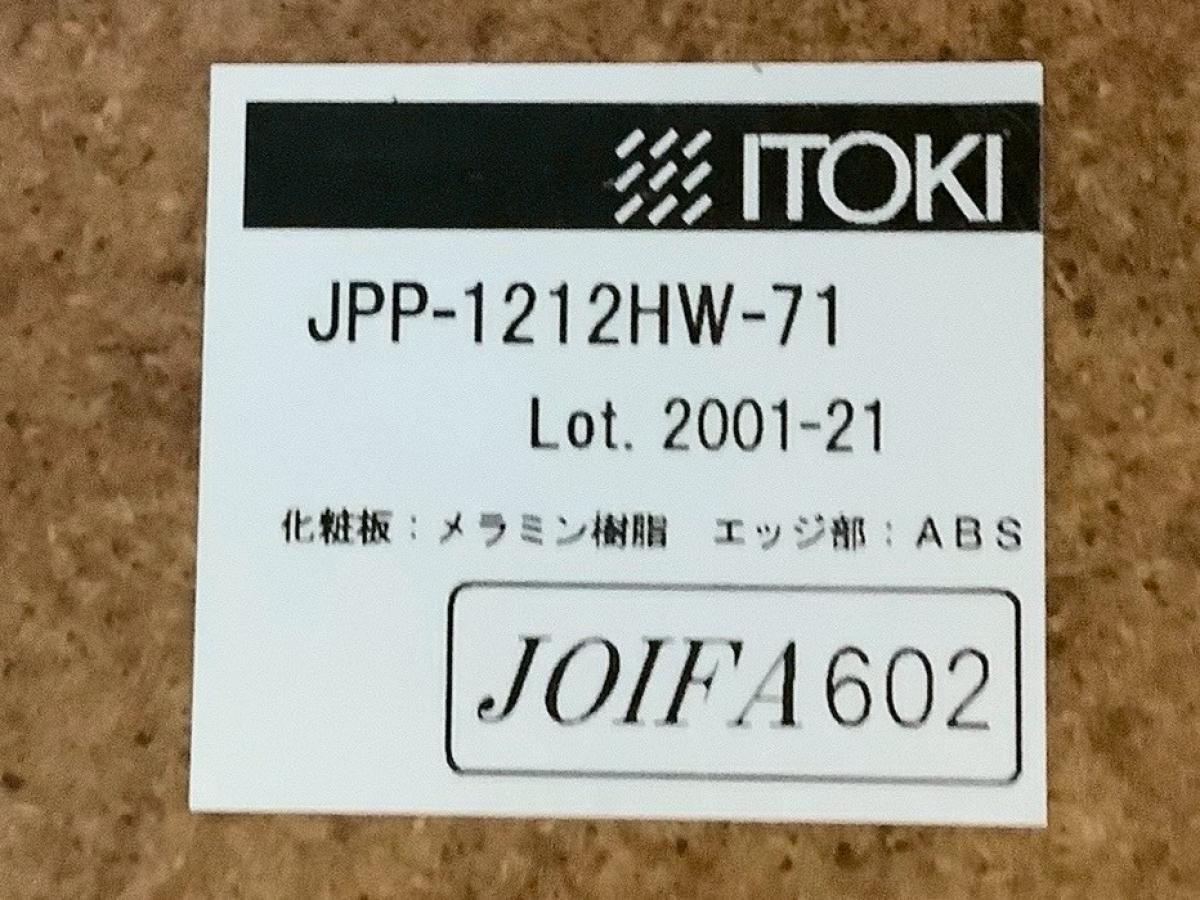 ITOKI
JPP-1212HW-71
Lot. 2001-21
化粧板：メラミン樹脂　エッジ部：ABS
JOIFA602